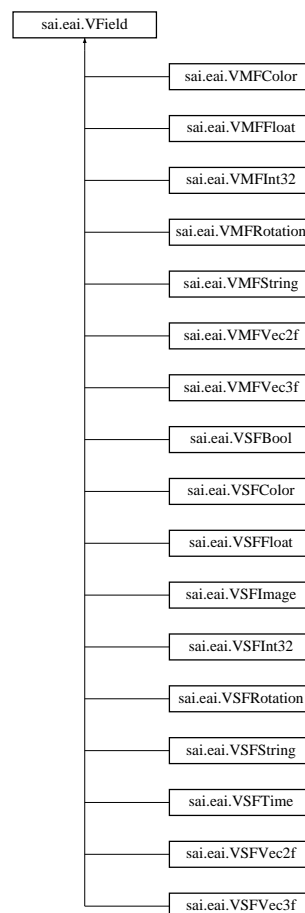 sai.eai.VField
sai.eai.VMFColor
sai.eai.VMFFloat
sai.eai.VMFInt32
sai.eai.VMFRotation
sai.eai.VMFString
sai.eai.VMFVec2f
sai.eai.VMFVec3f
sai.eai.VSFBool
sai.eai.VSFColor
sai.eai.VSFFloat
sai.eai.VSFImage
sai.eai.VSFInt32
sai.eai.VSFRotation
sai.eai.VSFString
sai.eai.VSFTime
sai.eai.VSFVec2f
sai.eai.VSFVec3f